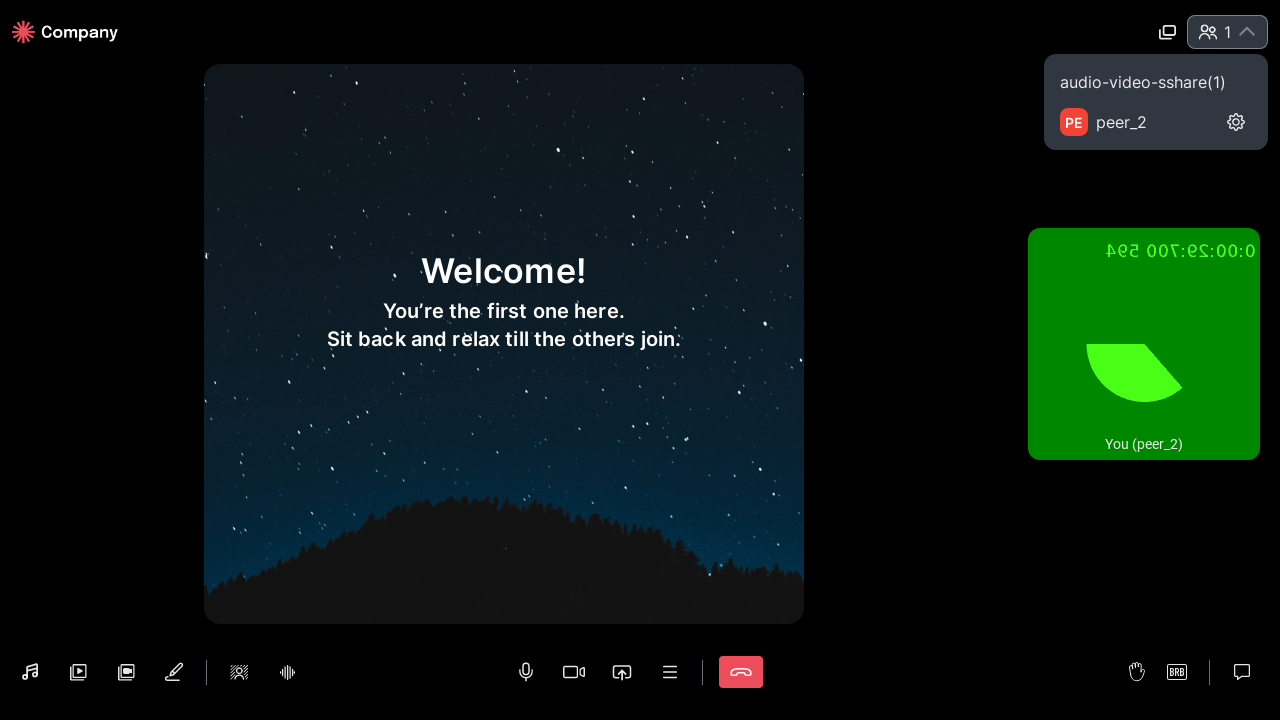 Company
1
audio-video-sshare(1)
PE peer_2
Welcome!
You’re the first one here.
Sit back and relax till the others join.
0:00:29:700 594
You (peer_2)
BRB